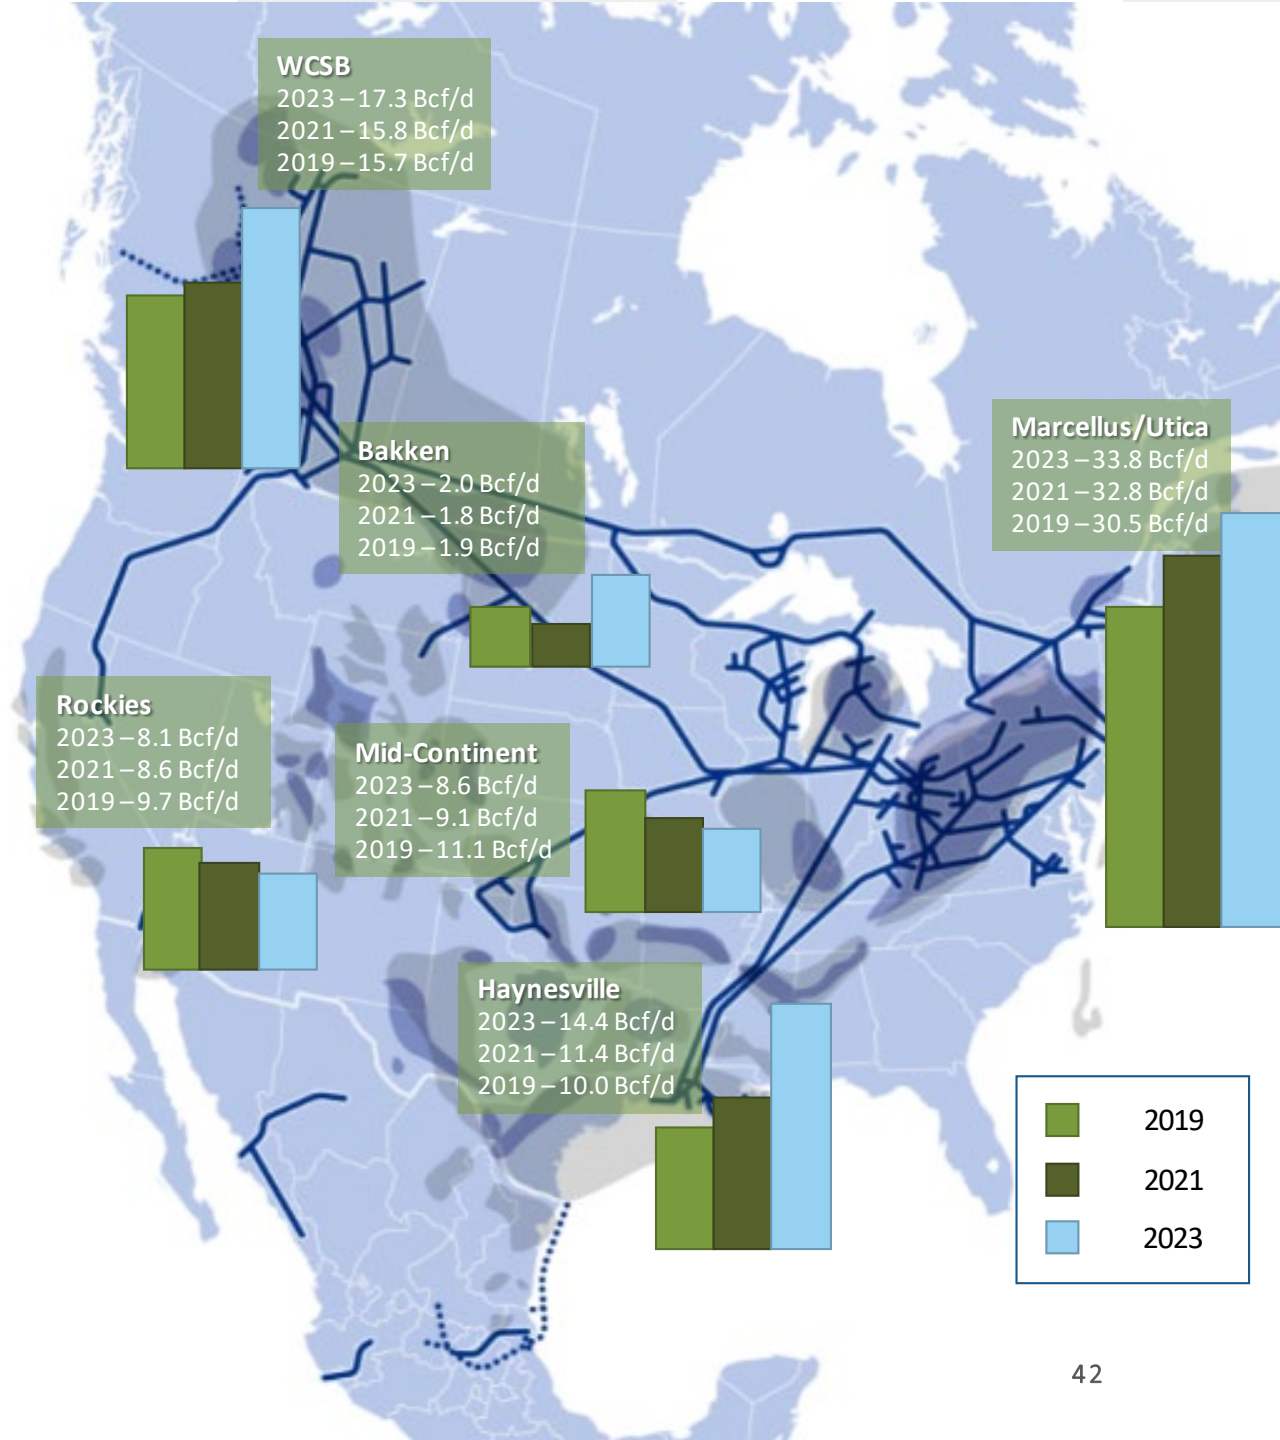 WCSB
2023 – 17.3 Bcf/d
2021 – 15.8 Bcf/d
2019 – 15.7 Bcf/d
Bakken
2023 – 2.0 Bcf/d
2021 – 1.8 Bcf/d
2019 – 1.9 Bcf/d
Marcellus/Utica
2023 – 33.8 Bcf/d
2021 – 32.8 Bcf/d
2019 – 30.5 Bcf/d
Rockies
2023 – 8.1 Bcf/d
2021 – 8.6 Bcf/d
2019 – 9.7 Bcf/d
Mid-Continent
2023 – 8.6 Bcf/d
2021 – 9.1 Bcf/d
2019 – 11.1 Bcf/d
Haynesville
2023 – 14.4 Bcf/d
2021 – 11.4 Bcf/d
2019 – 10.0 Bcf/d
2019
2021
2023
42